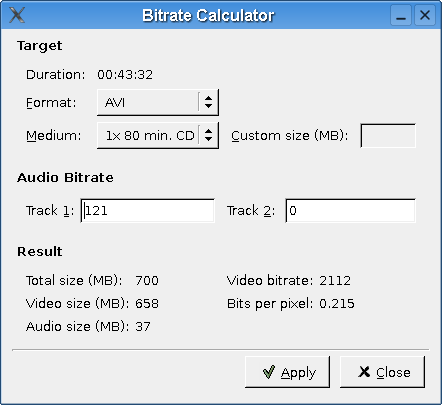 Bitrate Calculator
Target
Duration: 00:43:32
Format: AVI
Medium: 1x 80 min. CD Custom size (MB):
Audio Bitrate
Track 1: 121 Track 2: 0
Result
Total size (MB): 700 Video bitrate: 2112
Video size (MB): 658 Bits per pixel: 0.215
Audio size (MB): 37
Apply Close